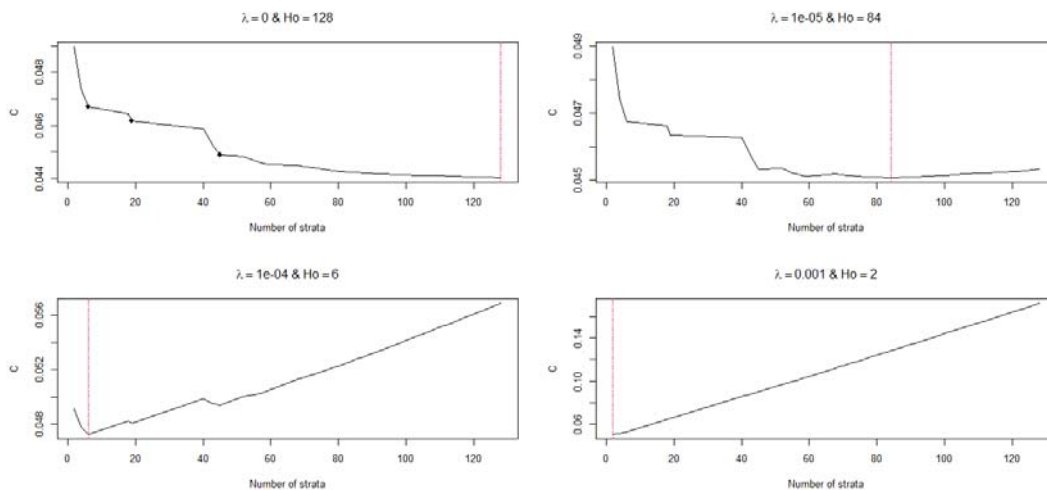 λ = 0 & Ho = 128
C
0.044
0.046
0.048
0 20 40 60 80 100 120
Number of strata
λ = 1e-05 & Ho = 84
C
0.045
0.047
0.049
0 20 40 60 80 100 120
Number of strata
λ = 1e-04 & Ho = 6
C
0.048
0.052
0.056
0 20 40 60 80 100 120
Number of strata
λ = 0.001 & Ho = 2
C
0.06
0.10
0.14
0 20 40 60 80 100 120
Number of strata